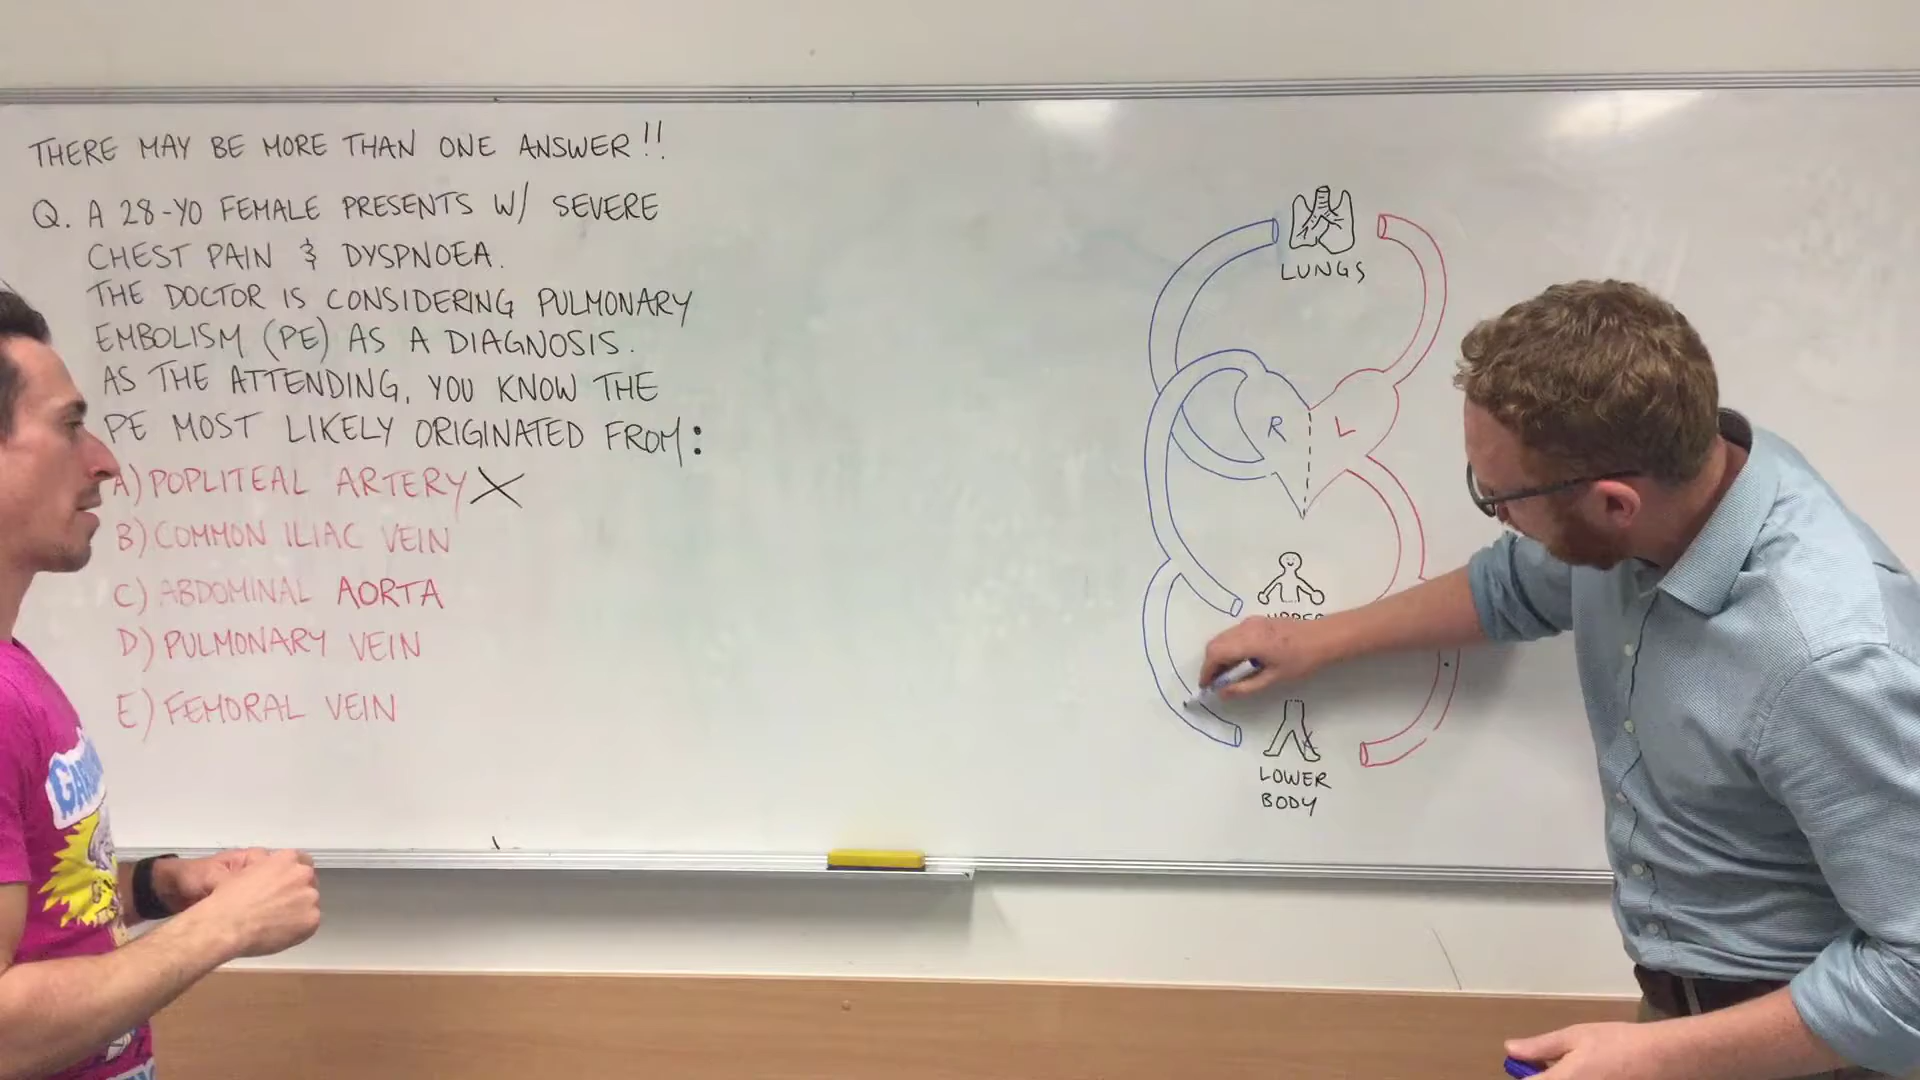 THERE MAY BE MORE THAN ONE ANSWER!!
Q. A 28-YO FEMALE PRESENTS W/ SEVERE
CHEST PAIN & DYSPNOEA.
THE DOCTOR IS CONSIDERING PULMONARY
EMBOLISM (PE) AS A DIAGNOSIS.
AS THE ATTENDING, YOU KNOW THE
PE MOST LIKELY ORIGINATED FROM:
A) POPLITEAL ARTERY X
B) COMMON ILIAC VEIN
C) ABDOMINAL AORTA
D) PULMONARY VEIN
E) FEMORAL VEIN
LUNGS
R L
LOWER
BODY